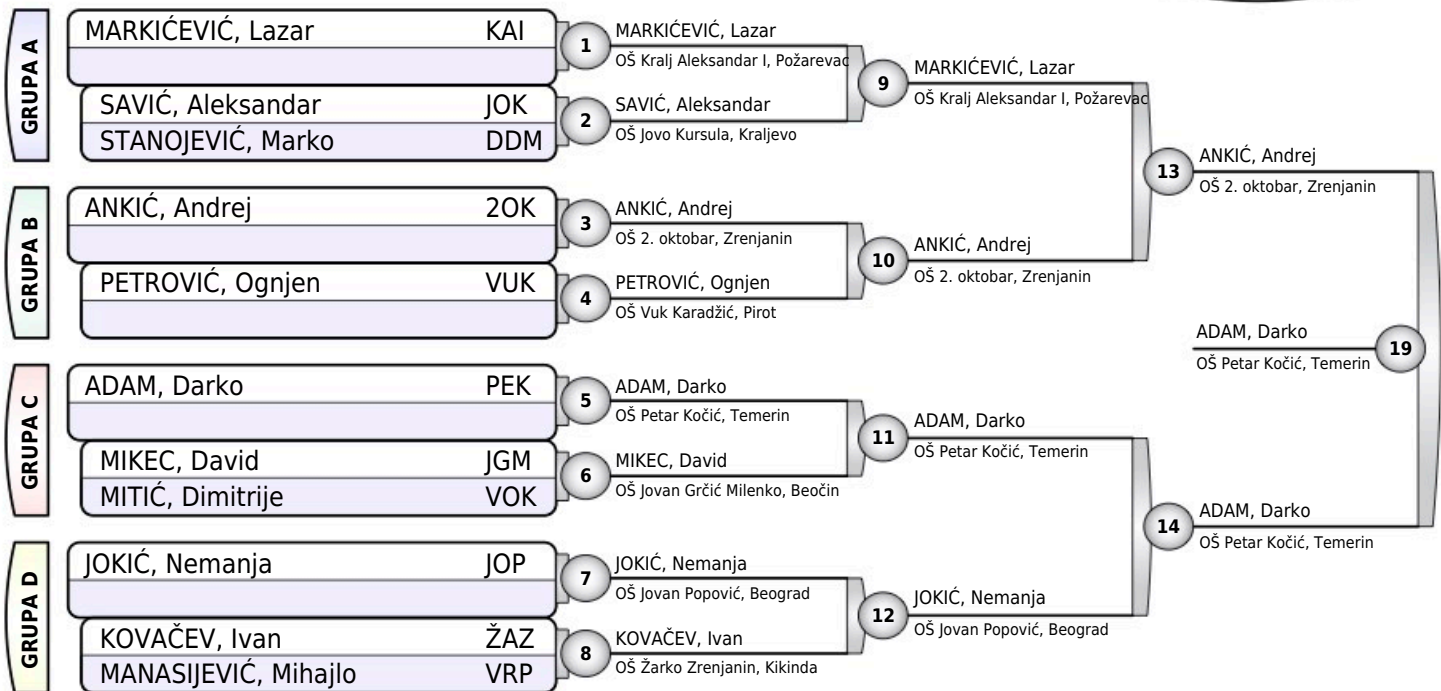 GRUPA A
MARKIĆEVIĆ, Lazar KAI
SAVIĆ, Aleksandar JOK
STANOJEVIĆ, Marko DDM
GRUPA B
ANKIĆ, Andrej 2OK
PETROVIĆ, Ognjen VUK
GRUPA C
ADAM, Darko PEK
MIKEC, David JGM
MITIĆ, Dimitrije VOK
GRUPA D
JOKIĆ, Nemanja JOP
KOVAČEV, Ivan ŽAZ
MANASIJEVIĆ, Mihajlo VRP
1
MARKIĆEVIĆ, Lazar
OŠ Kralj Aleksandar I, Požarevac
2
SAVIĆ, Aleksandar
OŠ Jovo Kursula, Kraljevo
3
ANKIĆ, Andrej
OŠ 2. oktobar, Zrenjanin
4
PETROVIĆ, Ognjen
OŠ Vuk Karadžić, Pirot
5
ADAM, Darko
OŠ Petar Kočić, Temerin
6
MIKEC, David
OŠ Jovan Grčić Milenko, Beočin
7
JOKIĆ, Nemanja
OŠ Jovan Popović, Beograd
8
KOVAČEV, Ivan
OŠ Žarko Zrenjanin, Kikinda
9
MARKIĆEVIĆ, Lazar
OŠ Kralj Aleksandar I, Požarevac
10
ANKIĆ, Andrej
OŠ 2. oktobar, Zrenjanin
11
ADAM, Darko
OŠ Petar Kočić, Temerin
12
JOKIĆ, Nemanja
OŠ Jovan Popović, Beograd
13
ANKIĆ, Andrej
OŠ 2. oktobar, Zrenjanin
14
ADAM, Darko
OŠ Petar Kočić, Temerin
ADAM, Darko
OŠ Petar Kočić, Temerin
19